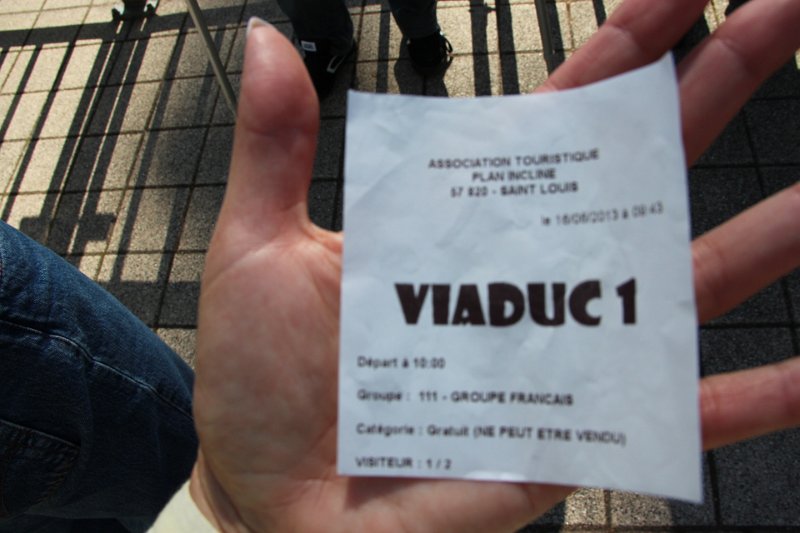 ASSOCIATION TOURISTIQUE
PLAN INCLINE
57 820 - SAINT LOUIS
le 16/06/2013 à 09:43
VIADUC 1
Départ à 10:00
Groupe : 111 - GROUPE FRANCAIS
Catégorie : Gratuit (NE PEUT ETRE VENDU)
VISITEUR : 1 / 2